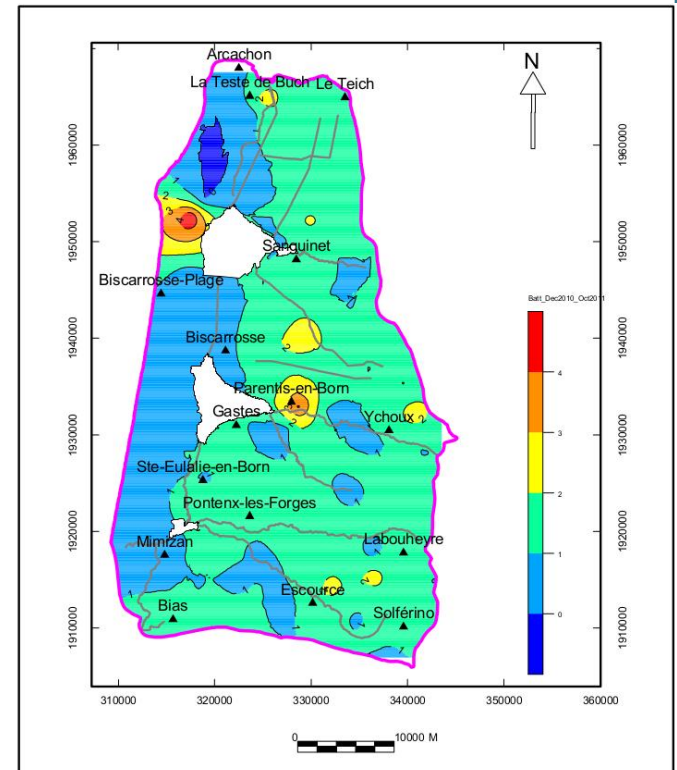 N
Arcachon
La Teste de Buch
Le Teich
Sanguinet
Biscarrosse-Plage
Biscarrosse
Parentis-en-Born
Gastes
Ychoux
Ste-Eulalie-en-Born
Pontenx-les-Forges
Mimizan
Labouheyre
Escource
Bias
Solférino
1960000
1950000
1940000
1930000
1920000
1910000
1960000
1950000
1940000
1930000
1920000
1910000
310000
320000
330000
340000
350000
360000
Batt_Dec2010_Oct2011
4
3
2
1
0
0
10000 M